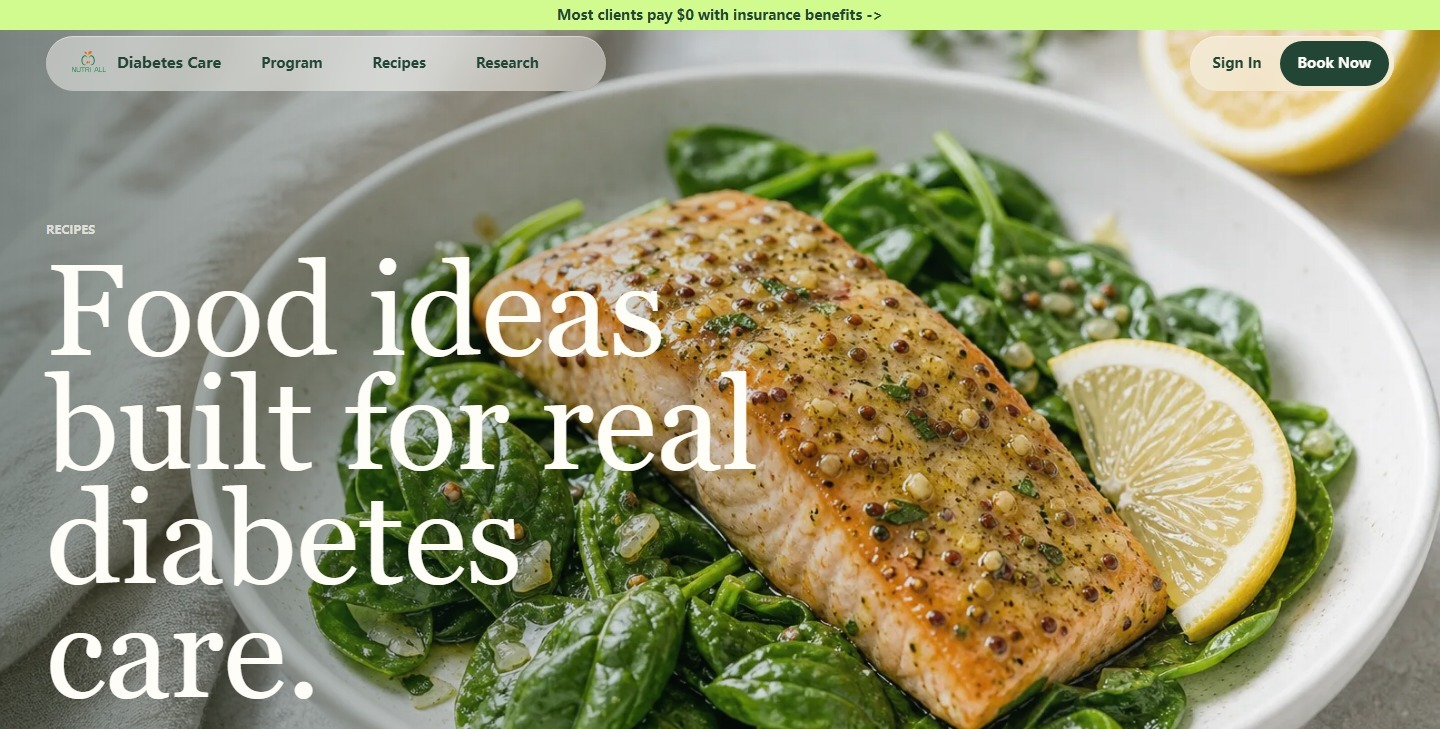 Most clients pay $0 with insurance benefits ->
NUTRI ALL
Diabetes Care
Program
Recipes
Research
Sign In
Book Now
RECIPES
Food ideas
built for real
diabetes
care.